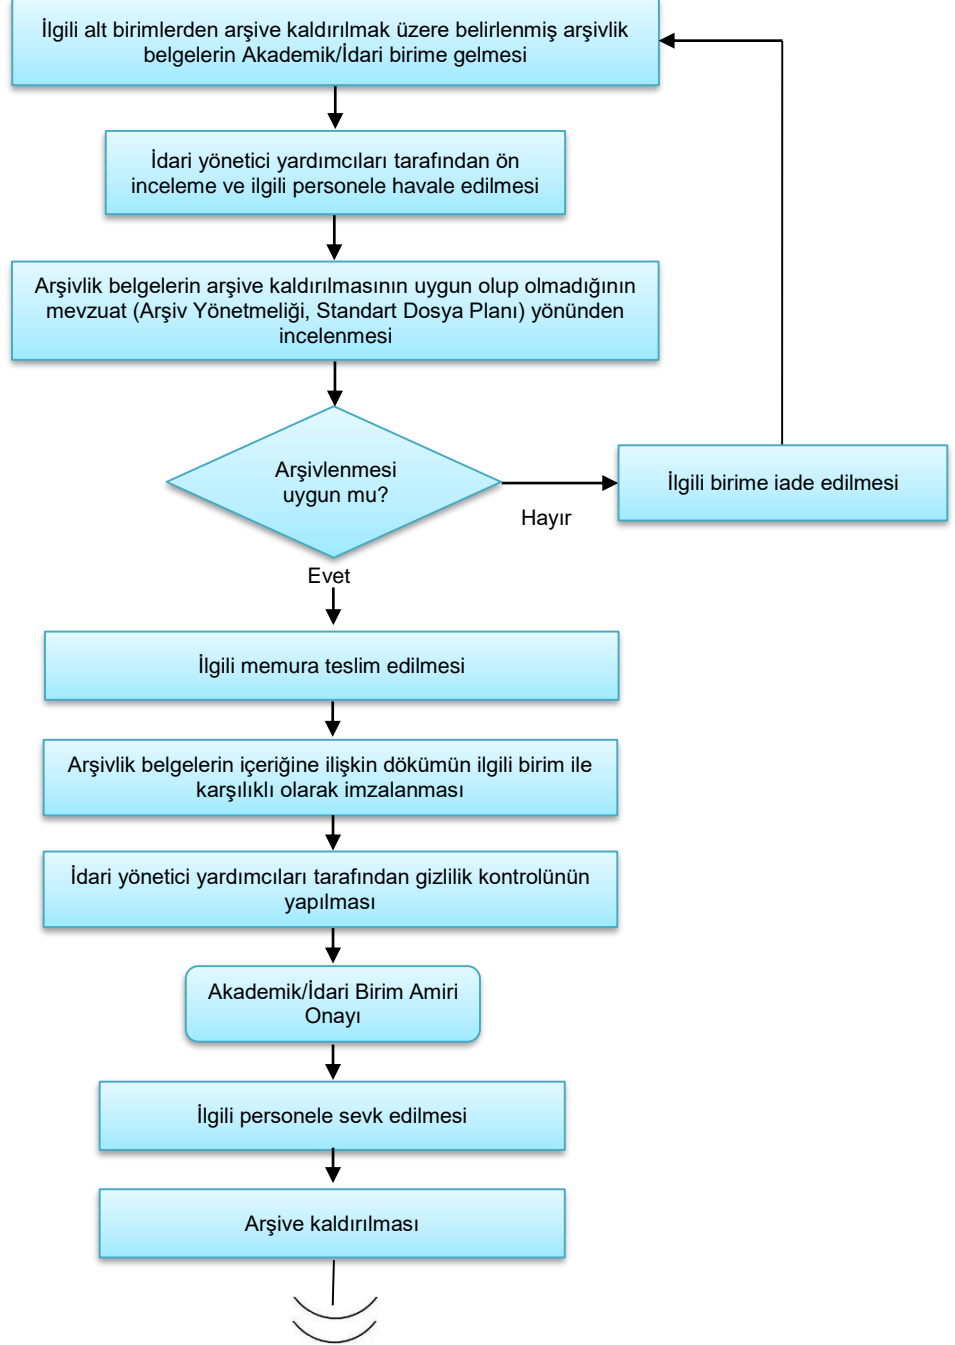 İlgili alt birimlerden arşive kaldırılmak üzere belirlenmiş arşivlik
belgelerin Akademik/İdari birime gelmesi
İdari yönetici yardımcıları tarafından ön
inceleme ve ilgili personele havale edilmesi
Arşivlik belgelerin arşive kaldırılmasının uygun olup olmadığının
mevzuat (Arşiv Yönetmeliği, Standart Dosya Planı) yönünden
incelenmesi
Arşivlenmesi
uygun mu?
İlgili birime iade edilmesi
Hayır
Evet
İlgili memura teslim edilmesi
Arşivlik belgelerin içeriğine ilişkin dökümün ilgili birim ile
karşılıklı olarak imzalanması
İdari yönetici yardımcıları tarafından gizlilik kontrolünün
yapılması
Akademik/İdari Birim Amiri
Onayı
İlgili personele sevk edilmesi
Arşive kaldırılması